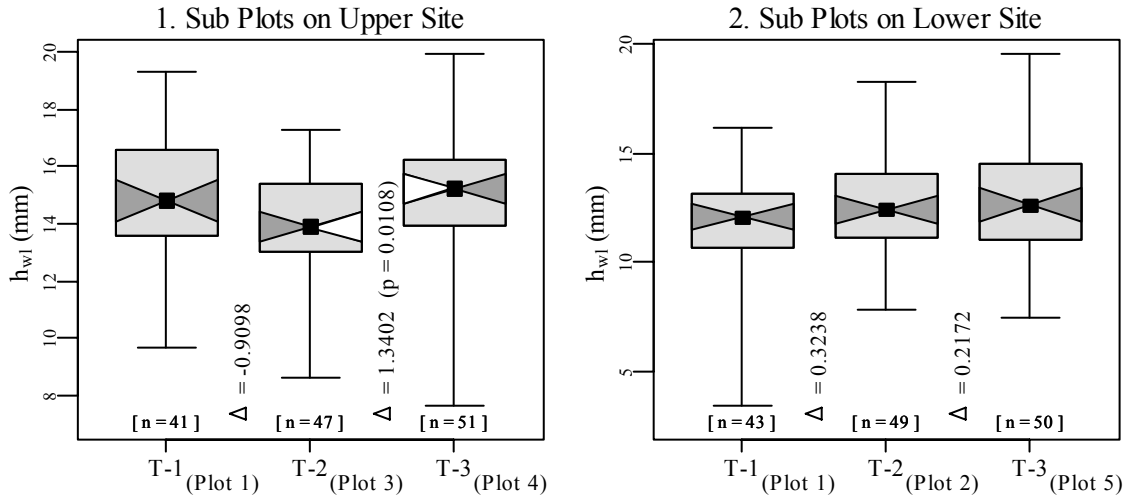 1. Sub Plots on Upper Site
20
18
16
14
12
10
8
h_wl (mm)
Δ = -0.9098
Δ = 1.3402 (p = 0.0108)
[ n = 41 ]
[ n = 47 ]
[ n = 51 ]
T-1 (Plot 1)
T-2 (Plot 3)
T-3 (Plot 4)
2. Sub Plots on Lower Site
20
15
10
5
h_wl (mm)
Δ = 0.3238
Δ = 0.2172
[ n = 43 ]
[ n = 49 ]
[ n = 50 ]
T-1 (Plot 1)
T-2 (Plot 2)
T-3 (Plot 5)